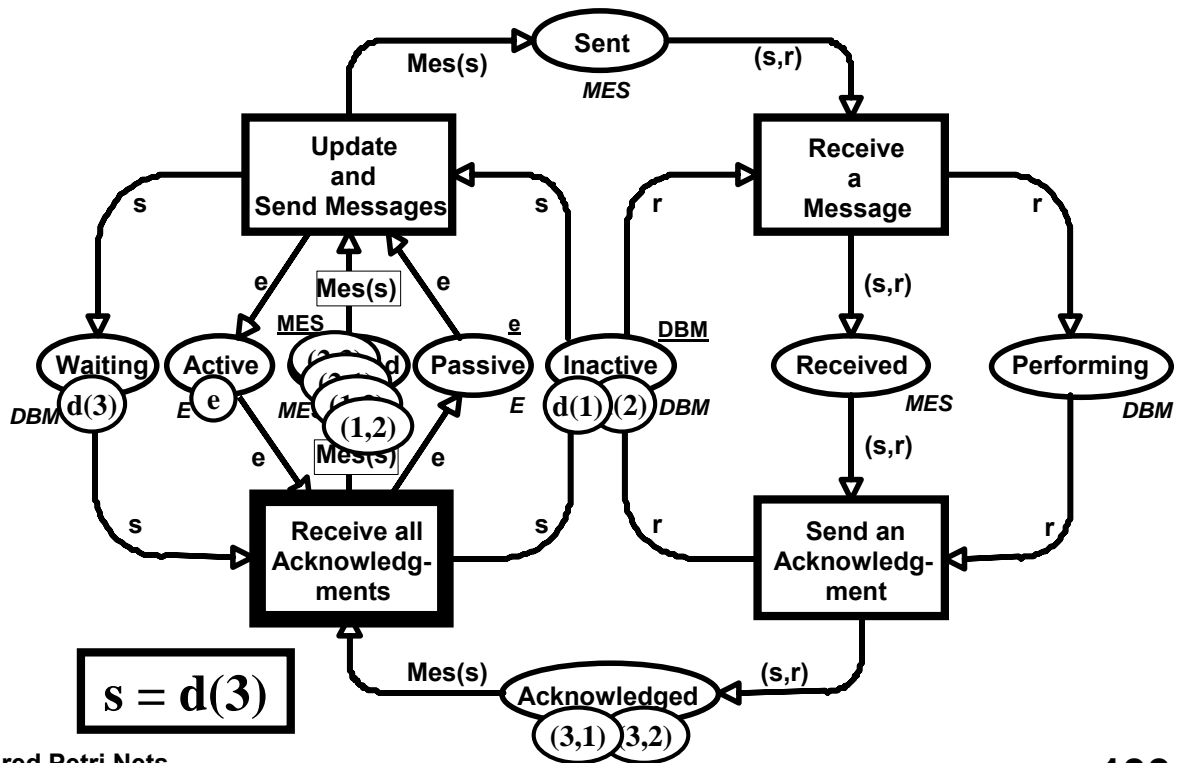 Sent
Mes(s)
(s,r)
MES
Update
and
Send Messages
Receive
a
Message
s
s
r
r
e
Mes(s)
e
(s,r)
MES
e
DBM
Waiting
Active
Passive
Inactive
Received
Performing
d(3)
DBM
e
E
(1,2)
E
d(1)
(2)
DBM
MES
DBM
e
Mes(s)
e
(s,r)
s
s
r
r
Receive all
Acknowledg-
ments
Send an
Acknowledg-
ment
Mes(s)
(s,r)
Acknowledged
(3,1)
(3,2)
s = d(3)